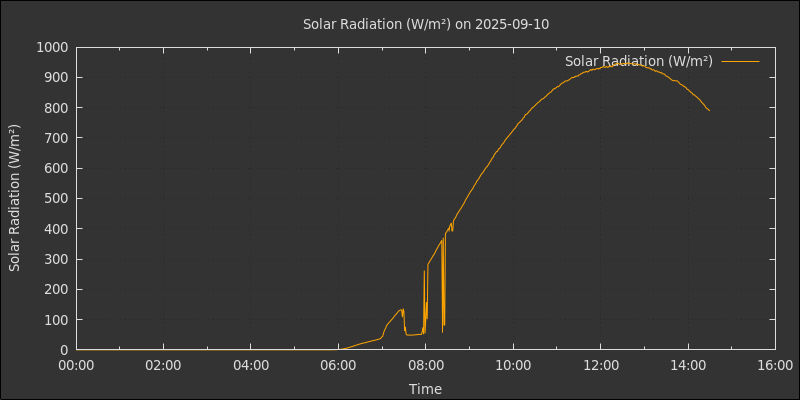 Solar Radiation (W/m²) on 2025-09-10
Solar Radiation (W/m²)
Solar Radiation (W/m²)
1000
900
800
700
600
500
400
300
200
100
0
00:00 02:00 04:00 06:00 08:00 10:00 12:00 14:00 16:00
Time